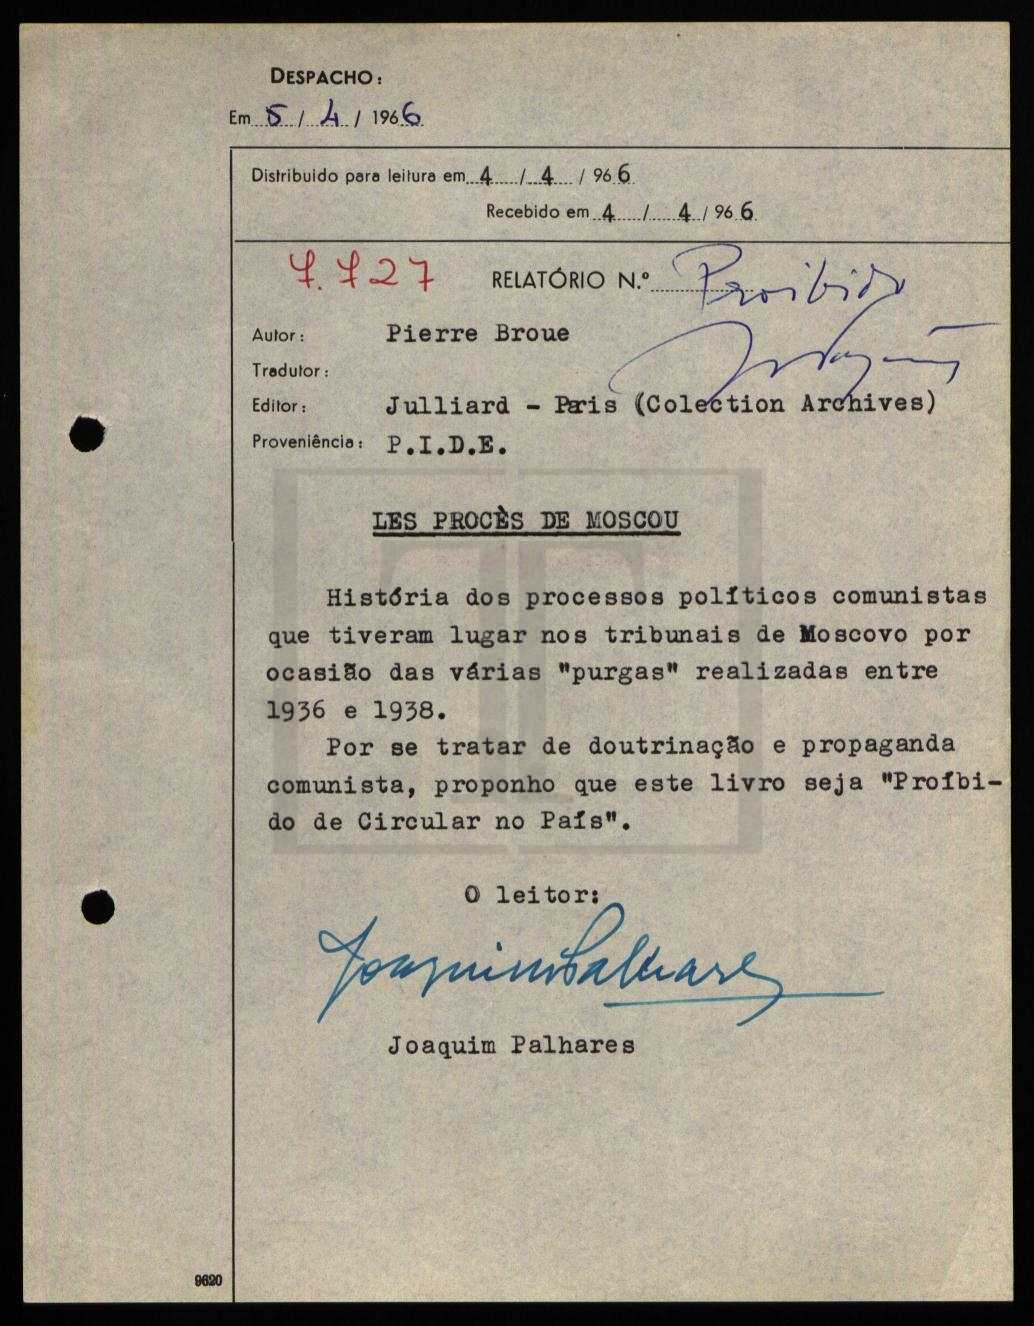 DESPACHO:
Em 5 / 4 / 1966
Distribuido para leitura em 4 / 4 / 966
Recebido em 4 / 4 / 966
7.727 RELATÓRIO N.º Proibido
Autor: Pierre Broue
Tradutor:
Editor: Julliard - Paris (Colection Archives)
Proveniência: P.I.D.E.
LES PROCÈS DE MOSCOU
História dos processos políticos comunistas
que tiveram lugar nos tribunais de Moscovo por
ocasião das várias "purgas" realizadas entre
1936 e 1938.
Por se tratar de doutrinação e propaganda
comunista, proponho que este livro seja "Proíbi-
do de Circular no País".
O leitor:
Joaquim Palhares
Joaquim Palhares
9620